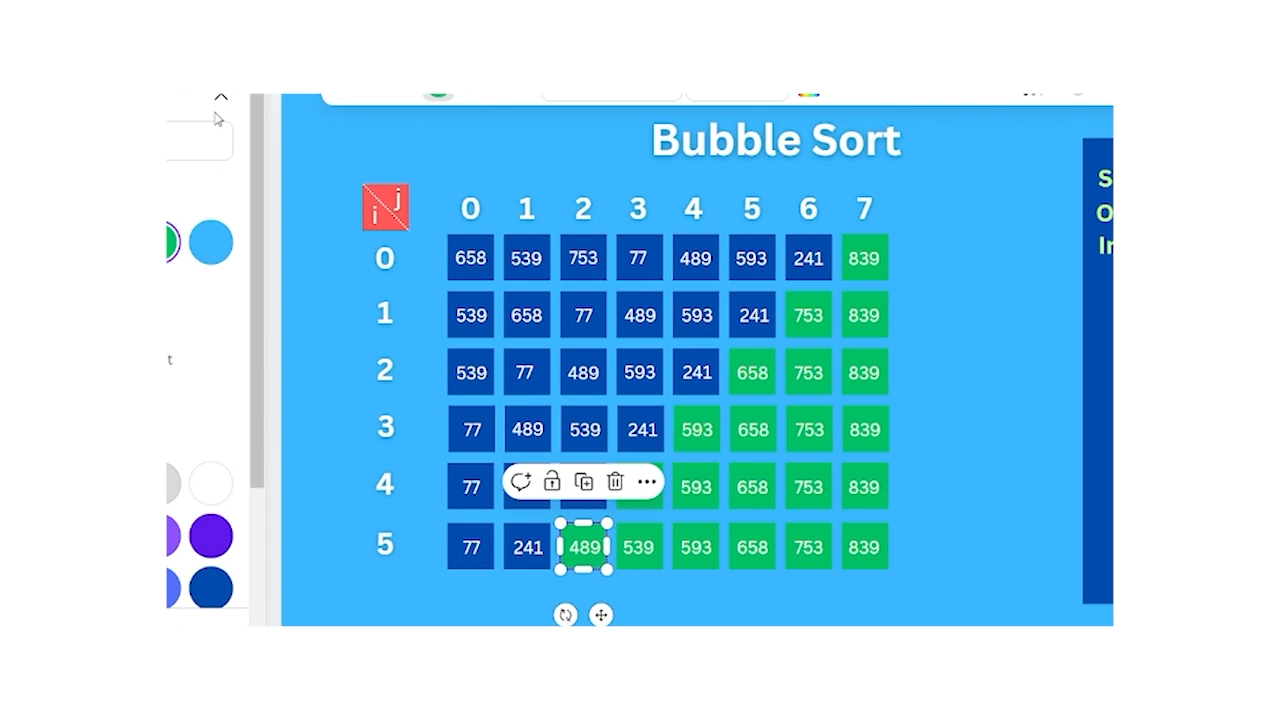 Bubble Sort
j
i
0 1 2 3 4 5 6 7
0 658 539 753 77 489 593 241 839
1 539 658 77 489 593 241 753 839
2 539 77 489 593 241 658 753 839
3 77 489 539 241 593 658 753 839
4 77 593 658 753 839
5 77 241 489 539 593 658 753 839
t
S
O
In